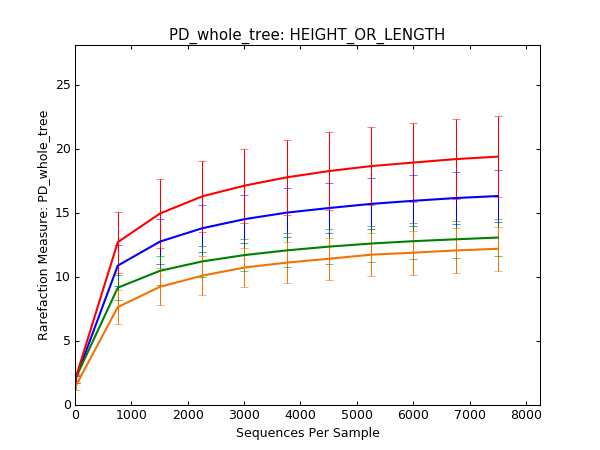 PD_whole_tree: HEIGHT_OR_LENGTH
Rarefaction Measure: PD_whole_tree
25
20
15
10
5
0
0 1000 2000 3000 4000 5000 6000 7000 8000
Sequences Per Sample